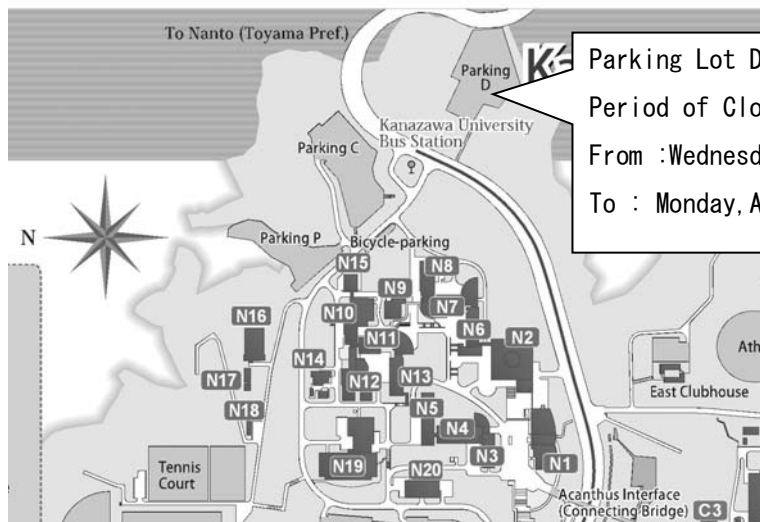 To Nanto (Toyama Pref.)
Parking
D
Parking Lot D
Period of Clo
From :Wednesd
To : Monday,A
Kanazawa University
Bus Station
Parking C
N
Parking P
Bicycle-parking
N15
N8
N9
N7
N16
N10
N6
N2
N11
N14
N17
N12
N13
East Clubhouse
N18
N5
N4
N19
N3
N1
Tennis
Court
N20
Acanthus Interface
(Connecting Bridge)
C3